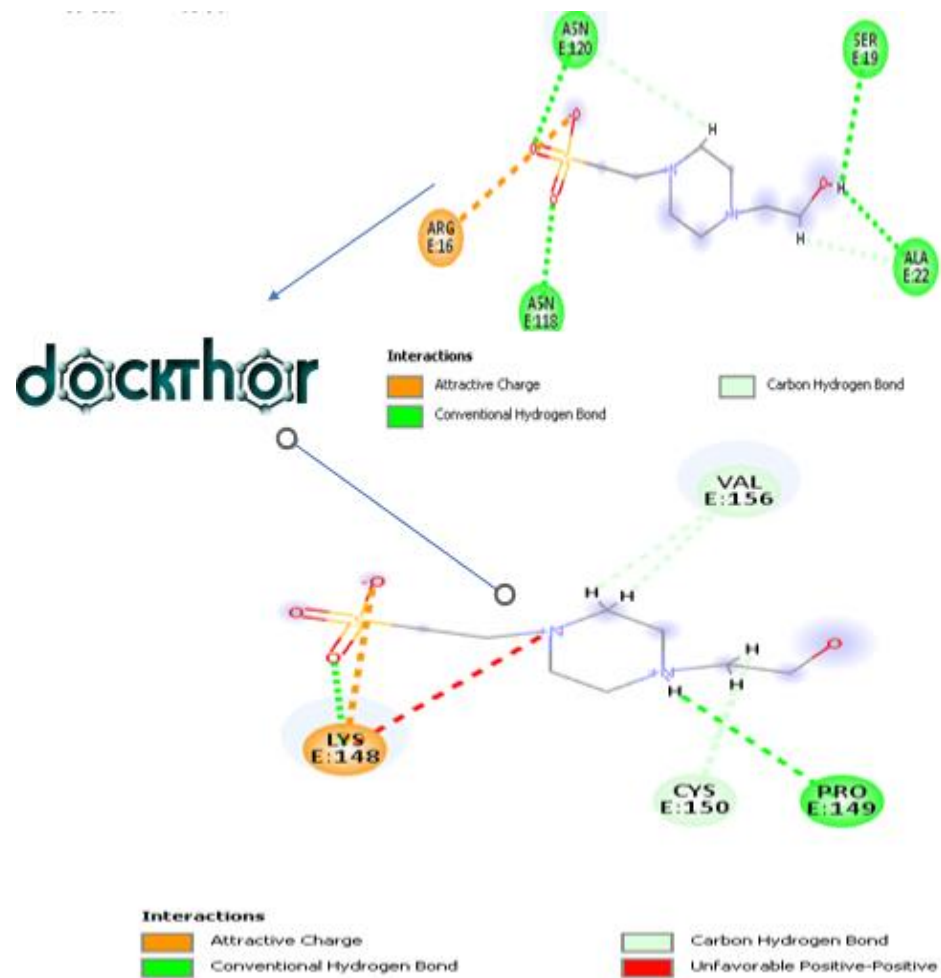 ASN
E:120
SER
E:19
O
H
O
S
O
N
N
O
H
H
ARG
E:16
ALA
E:22
ASN
E:118
dockthor
Interactions
Attractive Charge
Carbon Hydrogen Bond
Conventional Hydrogen Bond
VAL
E:156
O
O
H
H
O
N
H
O
N
H
H
LYS
E:148
CYS
E:150
PRO
E:149
Interactions
Attractive Charge
Carbon Hydrogen Bond
Conventional Hydrogen Bond
Unfavorable Positive-Positive